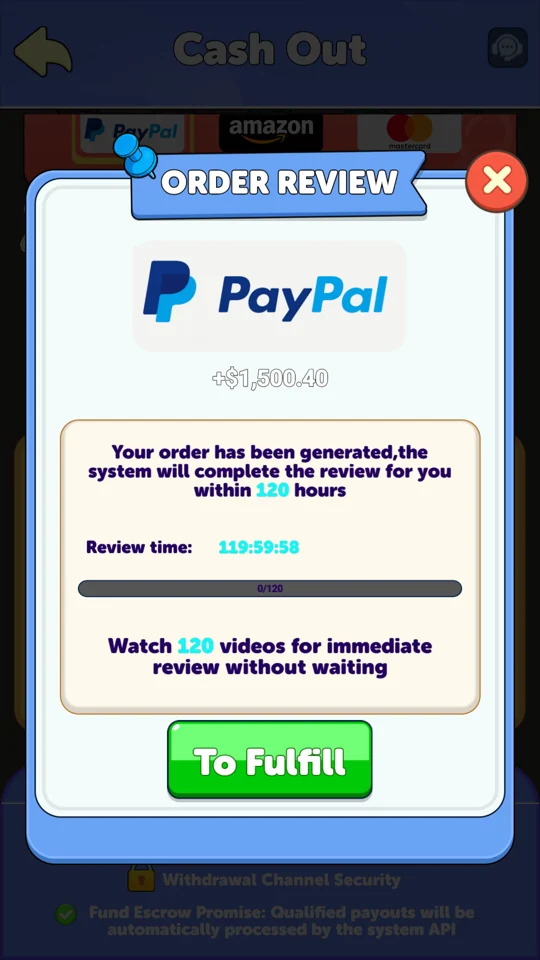 Cash Out
PayPal
amazon
mastercard
ORDER REVIEW
PayPal
+$1,500.40
Your order has been generated,the
system will complete the review for you
within 120 hours
Review time: 119:59:58
0/120
Watch 120 videos for immediate
review without waiting
To Fulfill
Withdrawal Channel Security
Fund Escrow Promise: Qualified payouts will be
automatically processed by the system API